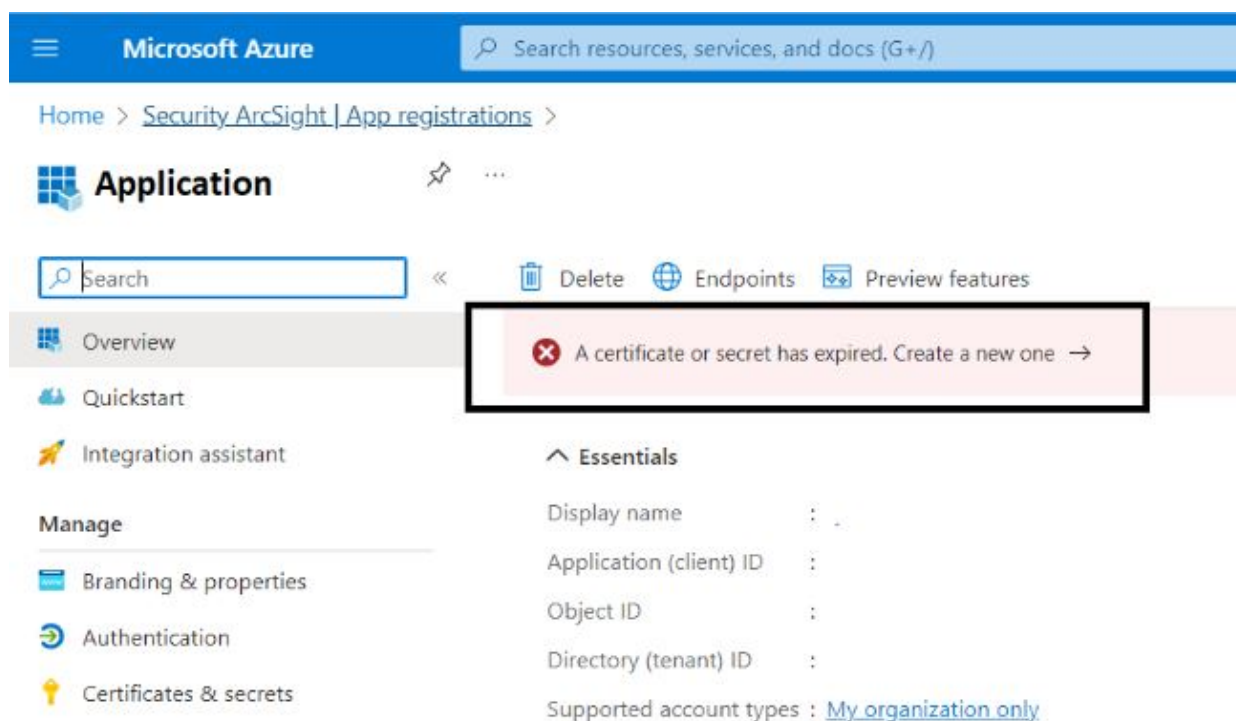 Microsoft Azure
Search resources, services, and docs (G+/)
Home > Security ArcSight | App registrations >
Application
...
Search
«
Delete
Endpoints
Preview features
Overview
A certificate or secret has expired. Create a new one →
Quickstart
Integration assistant
Essentials
Display name :
Manage
Application (client) ID :
Branding & properties
Object ID :
Authentication
Directory (tenant) ID :
Certificates & secrets
Supported account types : My organization only